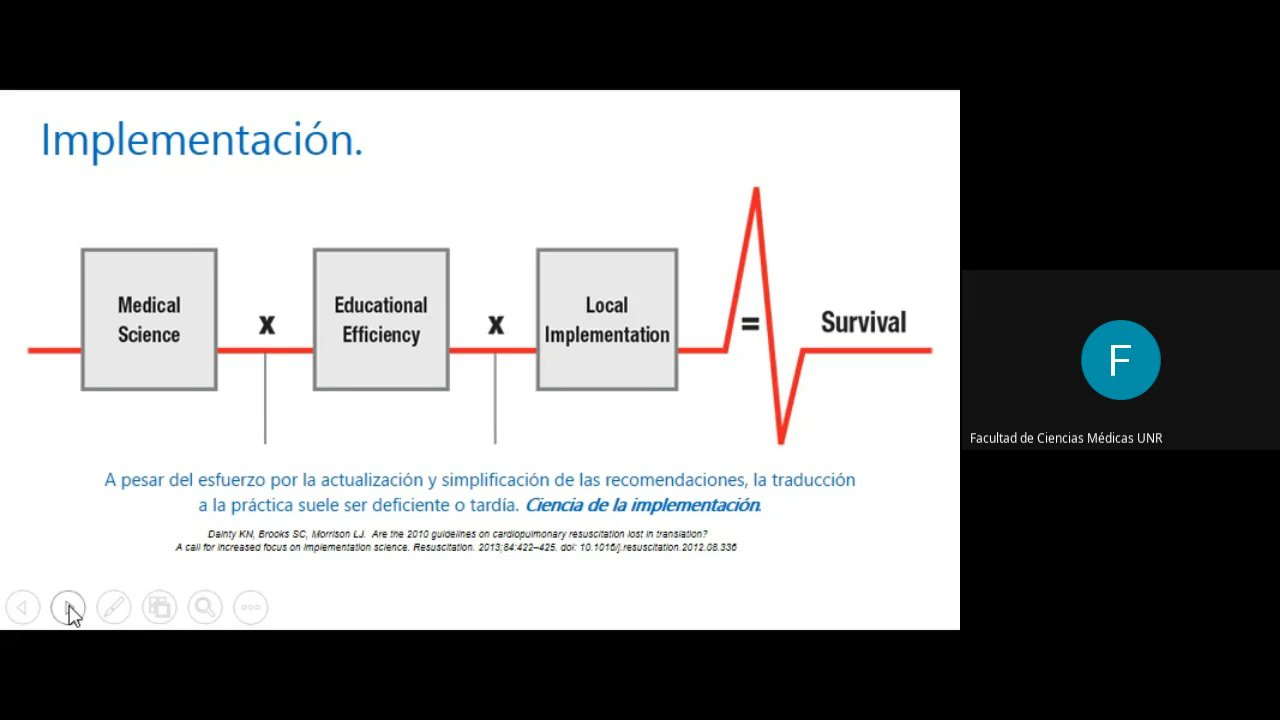 Implementación.
Medical
Science
x
Educational
Efficiency
x
Local
Implementation
=
Survival
A pesar del esfuerzo por la actualización y simplificación de las recomendaciones, la traducción
a la práctica suele ser deficiente o tardía. Ciencia de la implementación.
Dainty KN, Brooks SC, Morrison LJ. Are the 2010 guidelines on cardiopulmonary resuscitation lost in translation?
A call for increased focus on implementation science. Resuscitation. 2013;84:422–425. doi: 10.1016/j.resuscitation.2012.08.336
F
Facultad de Ciencias Médicas UNR